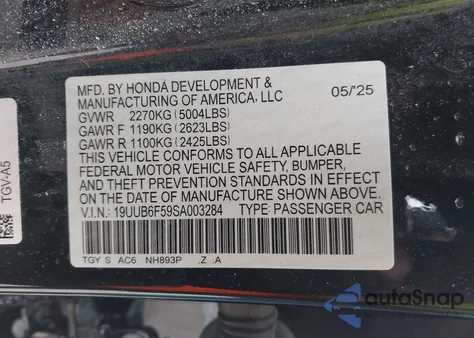 MFD. BY HONDA DEVELOPMENT &
MANUFACTURING OF AMERICA, LLC 05/'25
GVWR 2270KG (5004LBS)
GAWR F 1190KG (2623LBS)
GAWR R 1100KG (2425LBS)
THIS VEHICLE CONFORMS TO ALL APPLICABLE
FEDERAL MOTOR VEHICLE SAFETY, BUMPER,
AND THEFT PREVENTION STANDARDS IN EFFECT
ON THE DATE OF MANUFACTURE SHOWN ABOVE.
V.I.N.: 19UUB6F59SA003284 TYPE: PASSENGER CAR
TGY S AC6 NH893P .Z .A
TGV-A5
autoSnap